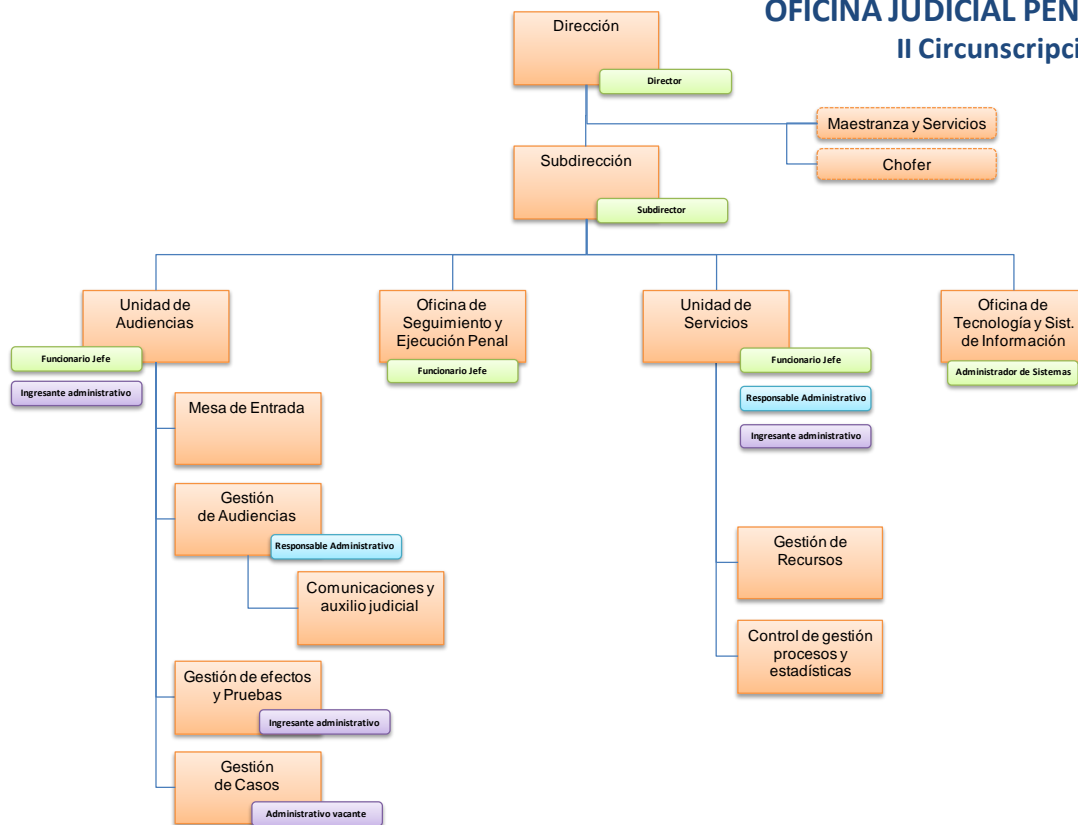 OFICINA JUDICIAL PEN
II Circunscripci
Dirección
Director
Maestranza y Servicios
Chofer
Subdirección
Subdirector
Unidad de
Audiencias
Funcionario Jefe
Ingresante administrativo
Oficina de
Seguimiento y
Ejecución Penal
Funcionario Jefe
Unidad de
Servicios
Funcionario Jefe
Responsable Administrativo
Ingresante administrativo
Oficina de
Tecnología y Sist.
de Información
Administrador de Sistemas
Mesa de Entrada
Gestión
de Audiencias
Responsable Administrativo
Comunicaciones y
auxilio judicial
Gestión de efectos
y Pruebas
Ingresante administrativo
Gestión
de Casos
Administrativo vacante
Gestión de
Recursos
Control de gestión
procesos y
estadísticas